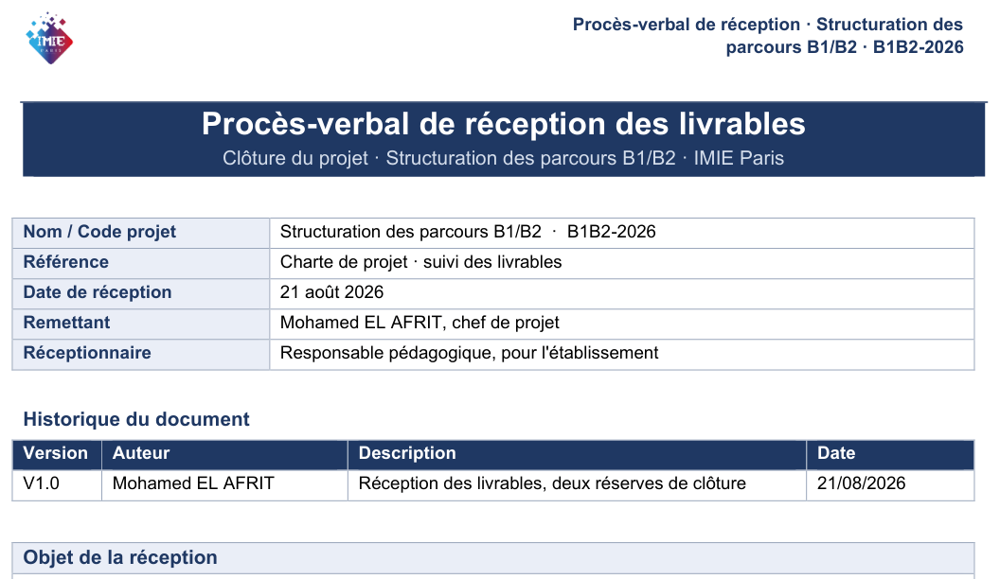 IMIE
PARIS
Procès-verbal de réception · Structuration des
parcours B1/B2 · B1B2-2026
Procès-verbal de réception des livrables
Clôture du projet · Structuration des parcours B1/B2 · IMIE Paris
Nom / Code projet Structuration des parcours B1/B2 · B1B2-2026
Référence Charte de projet · suivi des livrables
Date de réception 21 août 2026
Remettant Mohamed EL AFRIT, chef de projet
Réceptionnaire Responsable pédagogique, pour l'établissement
Historique du document
Version Auteur Description Date
V1.0 Mohamed EL AFRIT Réception des livrables, deux réserves de clôture 21/08/2026
Objet de la réception